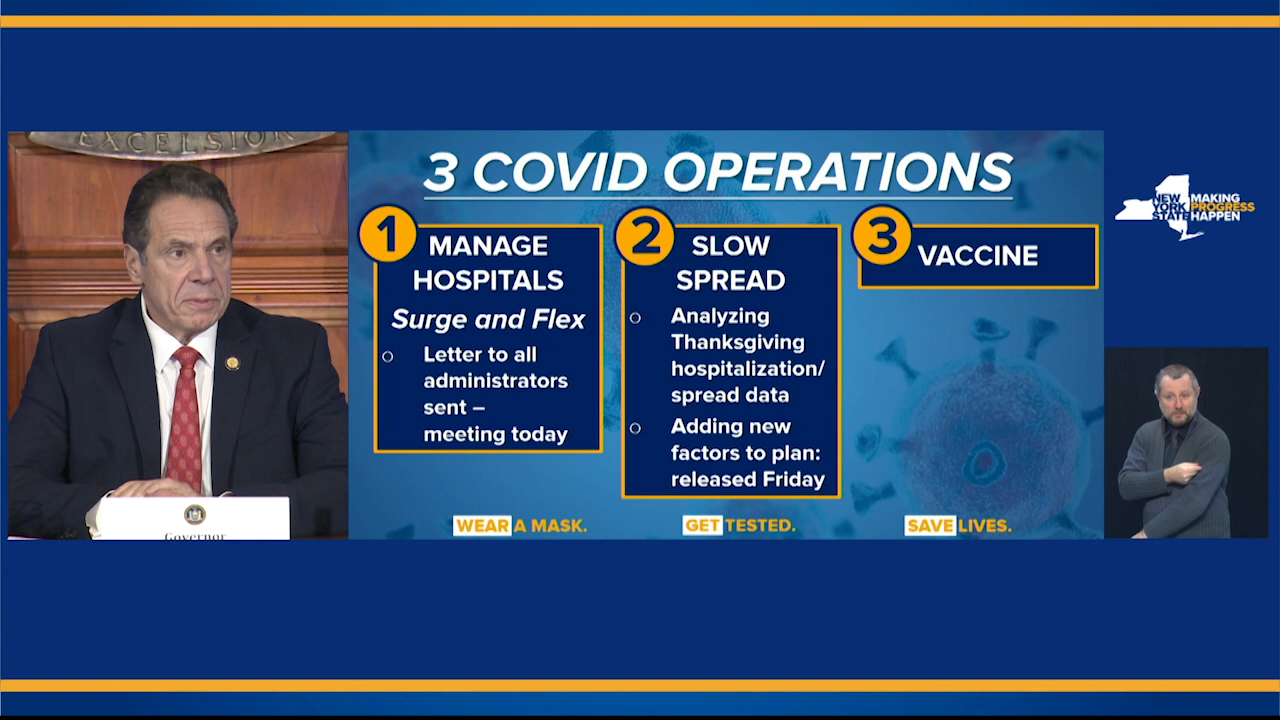 EXCELSIOR
3 COVID OPERATIONS
1
MANAGE
HOSPITALS
Surge and Flex
○ Letter to all
administrators
sent –
meeting today
2
SLOW
SPREAD
○ Analyzing
Thanksgiving
hospitalization/
spread data
○ Adding new
factors to plan:
released Friday
3
VACCINE
WEAR A MASK.
GET TESTED.
SAVE LIVES.
NEW
YORK
STATE
MAKING
PROGRESS
HAPPEN
Governor